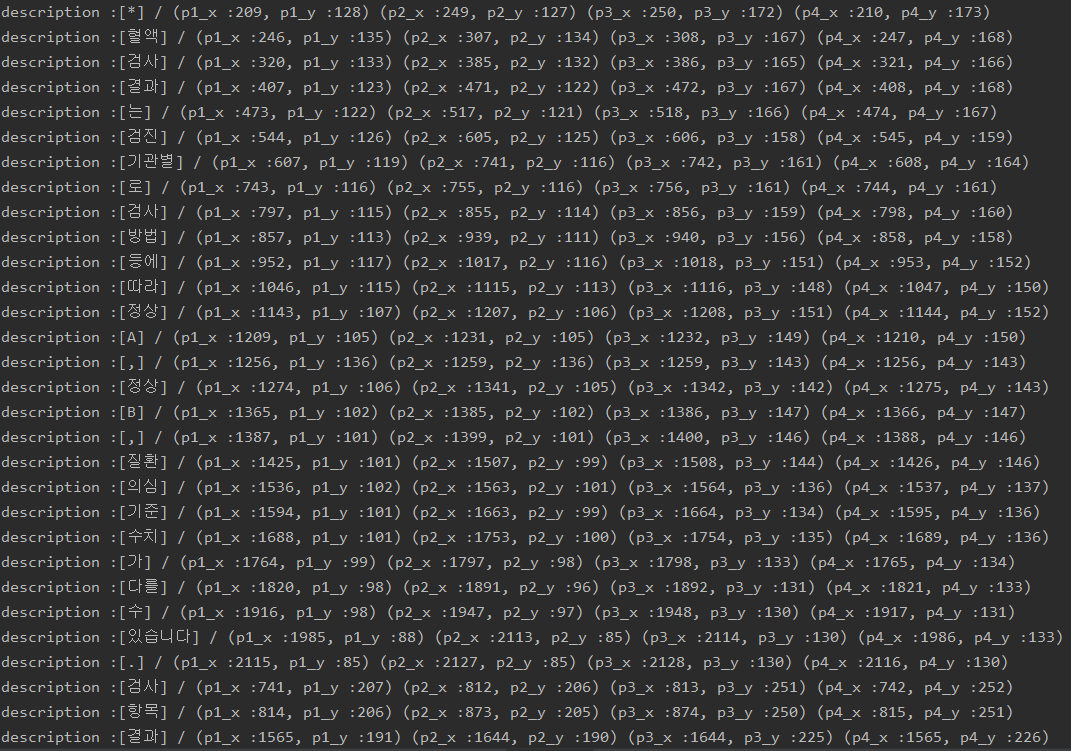 description :[*] / (p1_x :209, p1_y :128) (p2_x :249, p2_y :127) (p3_x :250, p3_y :172) (p4_x :210, p4_y :173)
description :[혈액] / (p1_x :246, p1_y :135) (p2_x :307, p2_y :134) (p3_x :308, p3_y :167) (p4_x :247, p4_y :168)
description :[검사] / (p1_x :320, p1_y :133) (p2_x :385, p2_y :132) (p3_x :386, p3_y :165) (p4_x :321, p4_y :166)
description :[결과] / (p1_x :407, p1_y :123) (p2_x :471, p2_y :122) (p3_x :472, p3_y :167) (p4_x :408, p4_y :168)
description :[는] / (p1_x :473, p1_y :122) (p2_x :517, p2_y :121) (p3_x :518, p3_y :166) (p4_x :474, p4_y :167)
description :[검진] / (p1_x :544, p1_y :126) (p2_x :605, p2_y :125) (p3_x :606, p3_y :158) (p4_x :545, p4_y :159)
description :[기관별] / (p1_x :607, p1_y :119) (p2_x :741, p2_y :116) (p3_x :742, p3_y :161) (p4_x :608, p4_y :164)
description :[로] / (p1_x :743, p1_y :116) (p2_x :755, p2_y :116) (p3_x :756, p3_y :161) (p4_x :744, p4_y :161)
description :[검사] / (p1_x :797, p1_y :115) (p2_x :855, p2_y :114) (p3_x :856, p3_y :159) (p4_x :798, p4_y :160)
description :[방법] / (p1_x :857, p1_y :113) (p2_x :939, p2_y :111) (p3_x :940, p3_y :156) (p4_x :858, p4_y :158)
description :[등에] / (p1_x :952, p1_y :117) (p2_x :1017, p2_y :116) (p3_x :1018, p3_y :151) (p4_x :953, p4_y :152)
description :[따라] / (p1_x :1046, p1_y :115) (p2_x :1115, p2_y :113) (p3_x :1116, p3_y :148) (p4_x :1047, p4_y :150)
description :[정상] / (p1_x :1143, p1_y :107) (p2_x :1207, p2_y :106) (p3_x :1208, p3_y :151) (p4_x :1144, p4_y :152)
description :[A] / (p1_x :1209, p1_y :105) (p2_x :1231, p2_y :105) (p3_x :1232, p3_y :149) (p4_x :1210, p4_y :150)
description :[,] / (p1_x :1256, p1_y :136) (p2_x :1259, p2_y :136) (p3_x :1259, p3_y :143) (p4_x :1256, p4_y :143)
description :[정상] / (p1_x :1274, p1_y :106) (p2_x :1341, p2_y :105) (p3_x :1342, p3_y :142) (p4_x :1275, p4_y :143)
description :[B] / (p1_x :1365, p1_y :102) (p2_x :1385, p2_y :102) (p3_x :1386, p3_y :147) (p4_x :1366, p4_y :147)
description :[,] / (p1_x :1387, p1_y :101) (p2_x :1399, p2_y :101) (p3_x :1400, p3_y :146) (p4_x :1388, p4_y :146)
description :[질환] / (p1_x :1425, p1_y :101) (p2_x :1507, p2_y :99) (p3_x :1508, p3_y :144) (p4_x :1426, p4_y :146)
description :[의심] / (p1_x :1536, p1_y :102) (p2_x :1563, p2_y :101) (p3_x :1564, p3_y :136) (p4_x :1537, p4_y :137)
description :[기준] / (p1_x :1594, p1_y :101) (p2_x :1663, p2_y :99) (p3_x :1664, p3_y :134) (p4_x :1595, p4_y :136)
description :[수치] / (p1_x :1688, p1_y :101) (p2_x :1753, p2_y :100) (p3_x :1754, p3_y :135) (p4_x :1689, p4_y :136)
description :[가] / (p1_x :1764, p1_y :99) (p2_x :1797, p2_y :98) (p3_x :1798, p3_y :133) (p4_x :1765, p4_y :134)
description :[다를] / (p1_x :1820, p1_y :98) (p2_x :1891, p2_y :96) (p3_x :1892, p3_y :131) (p4_x :1821, p4_y :133)
description :[수] / (p1_x :1916, p1_y :98) (p2_x :1947, p2_y :97) (p3_x :1948, p3_y :130) (p4_x :1917, p4_y :131)
description :[있습니다] / (p1_x :1985, p1_y :88) (p2_x :2113, p2_y :85) (p3_x :2114, p3_y :130) (p4_x :1986, p4_y :133)
description :[.] / (p1_x :2115, p1_y :85) (p2_x :2127, p2_y :85) (p3_x :2128, p3_y :130) (p4_x :2116, p4_y :130)
description :[검사] / (p1_x :741, p1_y :207) (p2_x :812, p2_y :206) (p3_x :813, p3_y :251) (p4_x :742, p4_y :252)
description :[항목] / (p1_x :814, p1_y :206) (p2_x :873, p2_y :205) (p3_x :874, p3_y :250) (p4_x :815, p4_y :251)
description :[결과] / (p1_x :1565, p1_y :191) (p2_x :1644, p2_y :190) (p3_x :1644, p3_y :225) (p4_x :1565, p4_y :226)